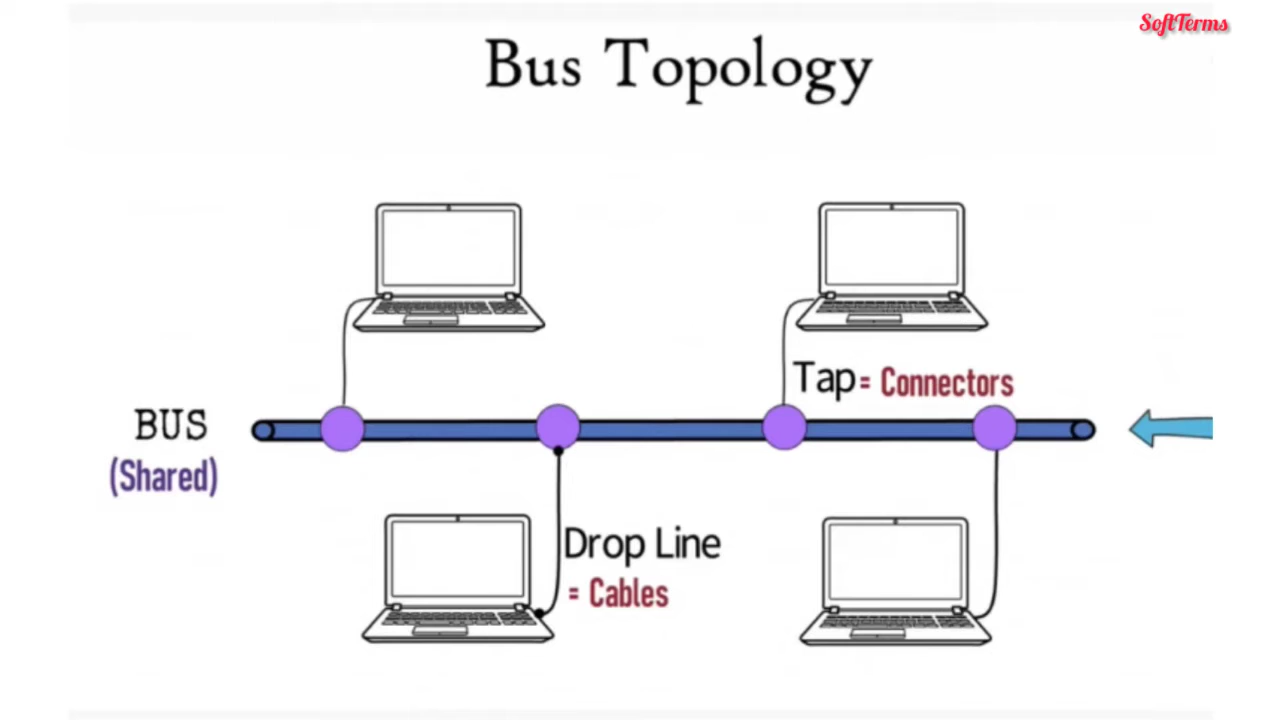 SoftTerms
Bus Topology
Tap = Connectors
BUS
(Shared)
Drop Line
= Cables